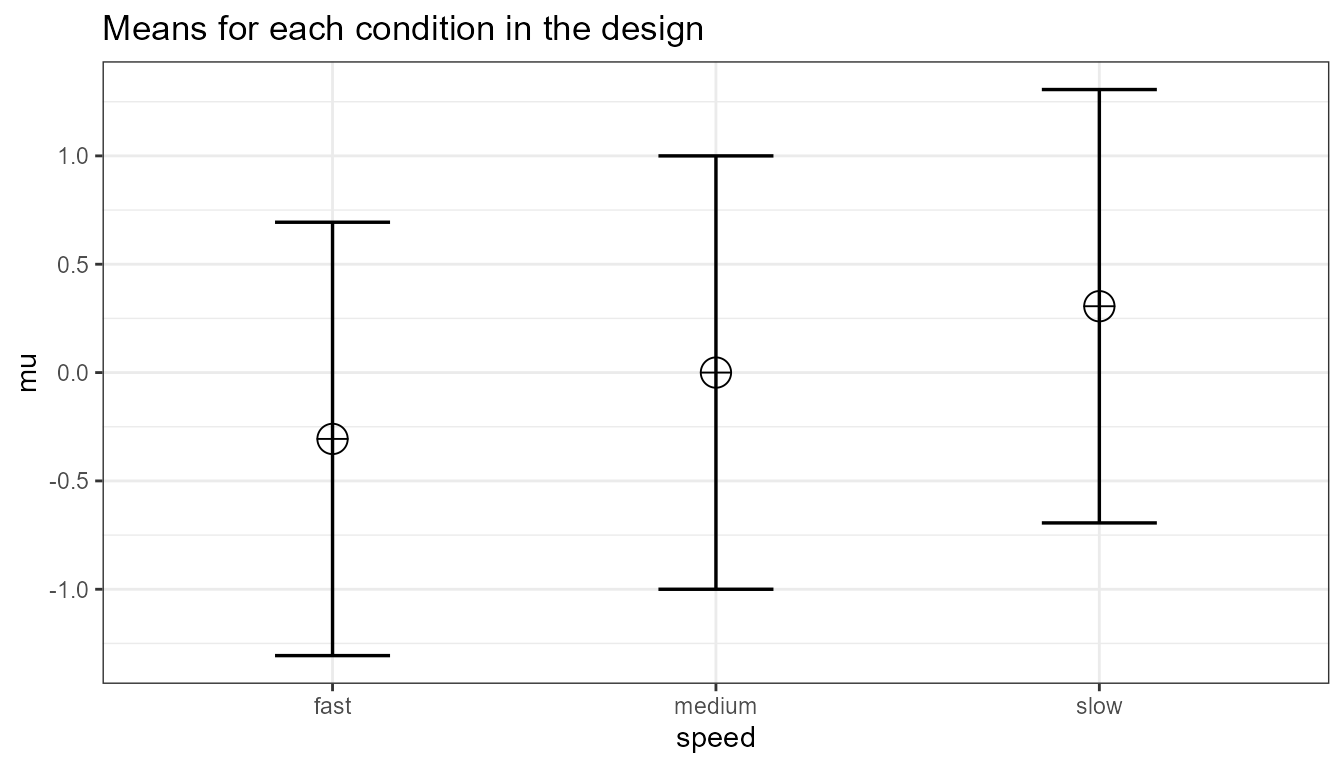 Means for each condition in the design
mu
1.0
0.5
0.0
-0.5
-1.0
fast medium slow
speed